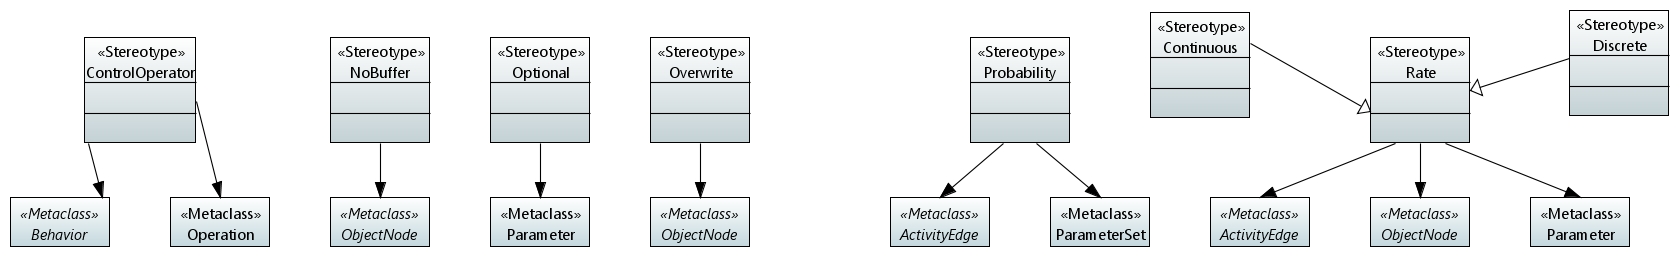 «Stereotype»
ControlOperator
«Stereotype»
NoBuffer
«Stereotype»
Optional
«Stereotype»
Overwrite
«Stereotype»
Probability
«Stereotype»
Continuous
«Stereotype»
Rate
«Stereotype»
Discrete
«Metaclass»
Behavior
«Metaclass»
Operation
«Metaclass»
ObjectNode
«Metaclass»
Parameter
«Metaclass»
ObjectNode
«Metaclass»
ActivityEdge
«Metaclass»
ParameterSet
«Metaclass»
ActivityEdge
«Metaclass»
ObjectNode
«Metaclass»
Parameter